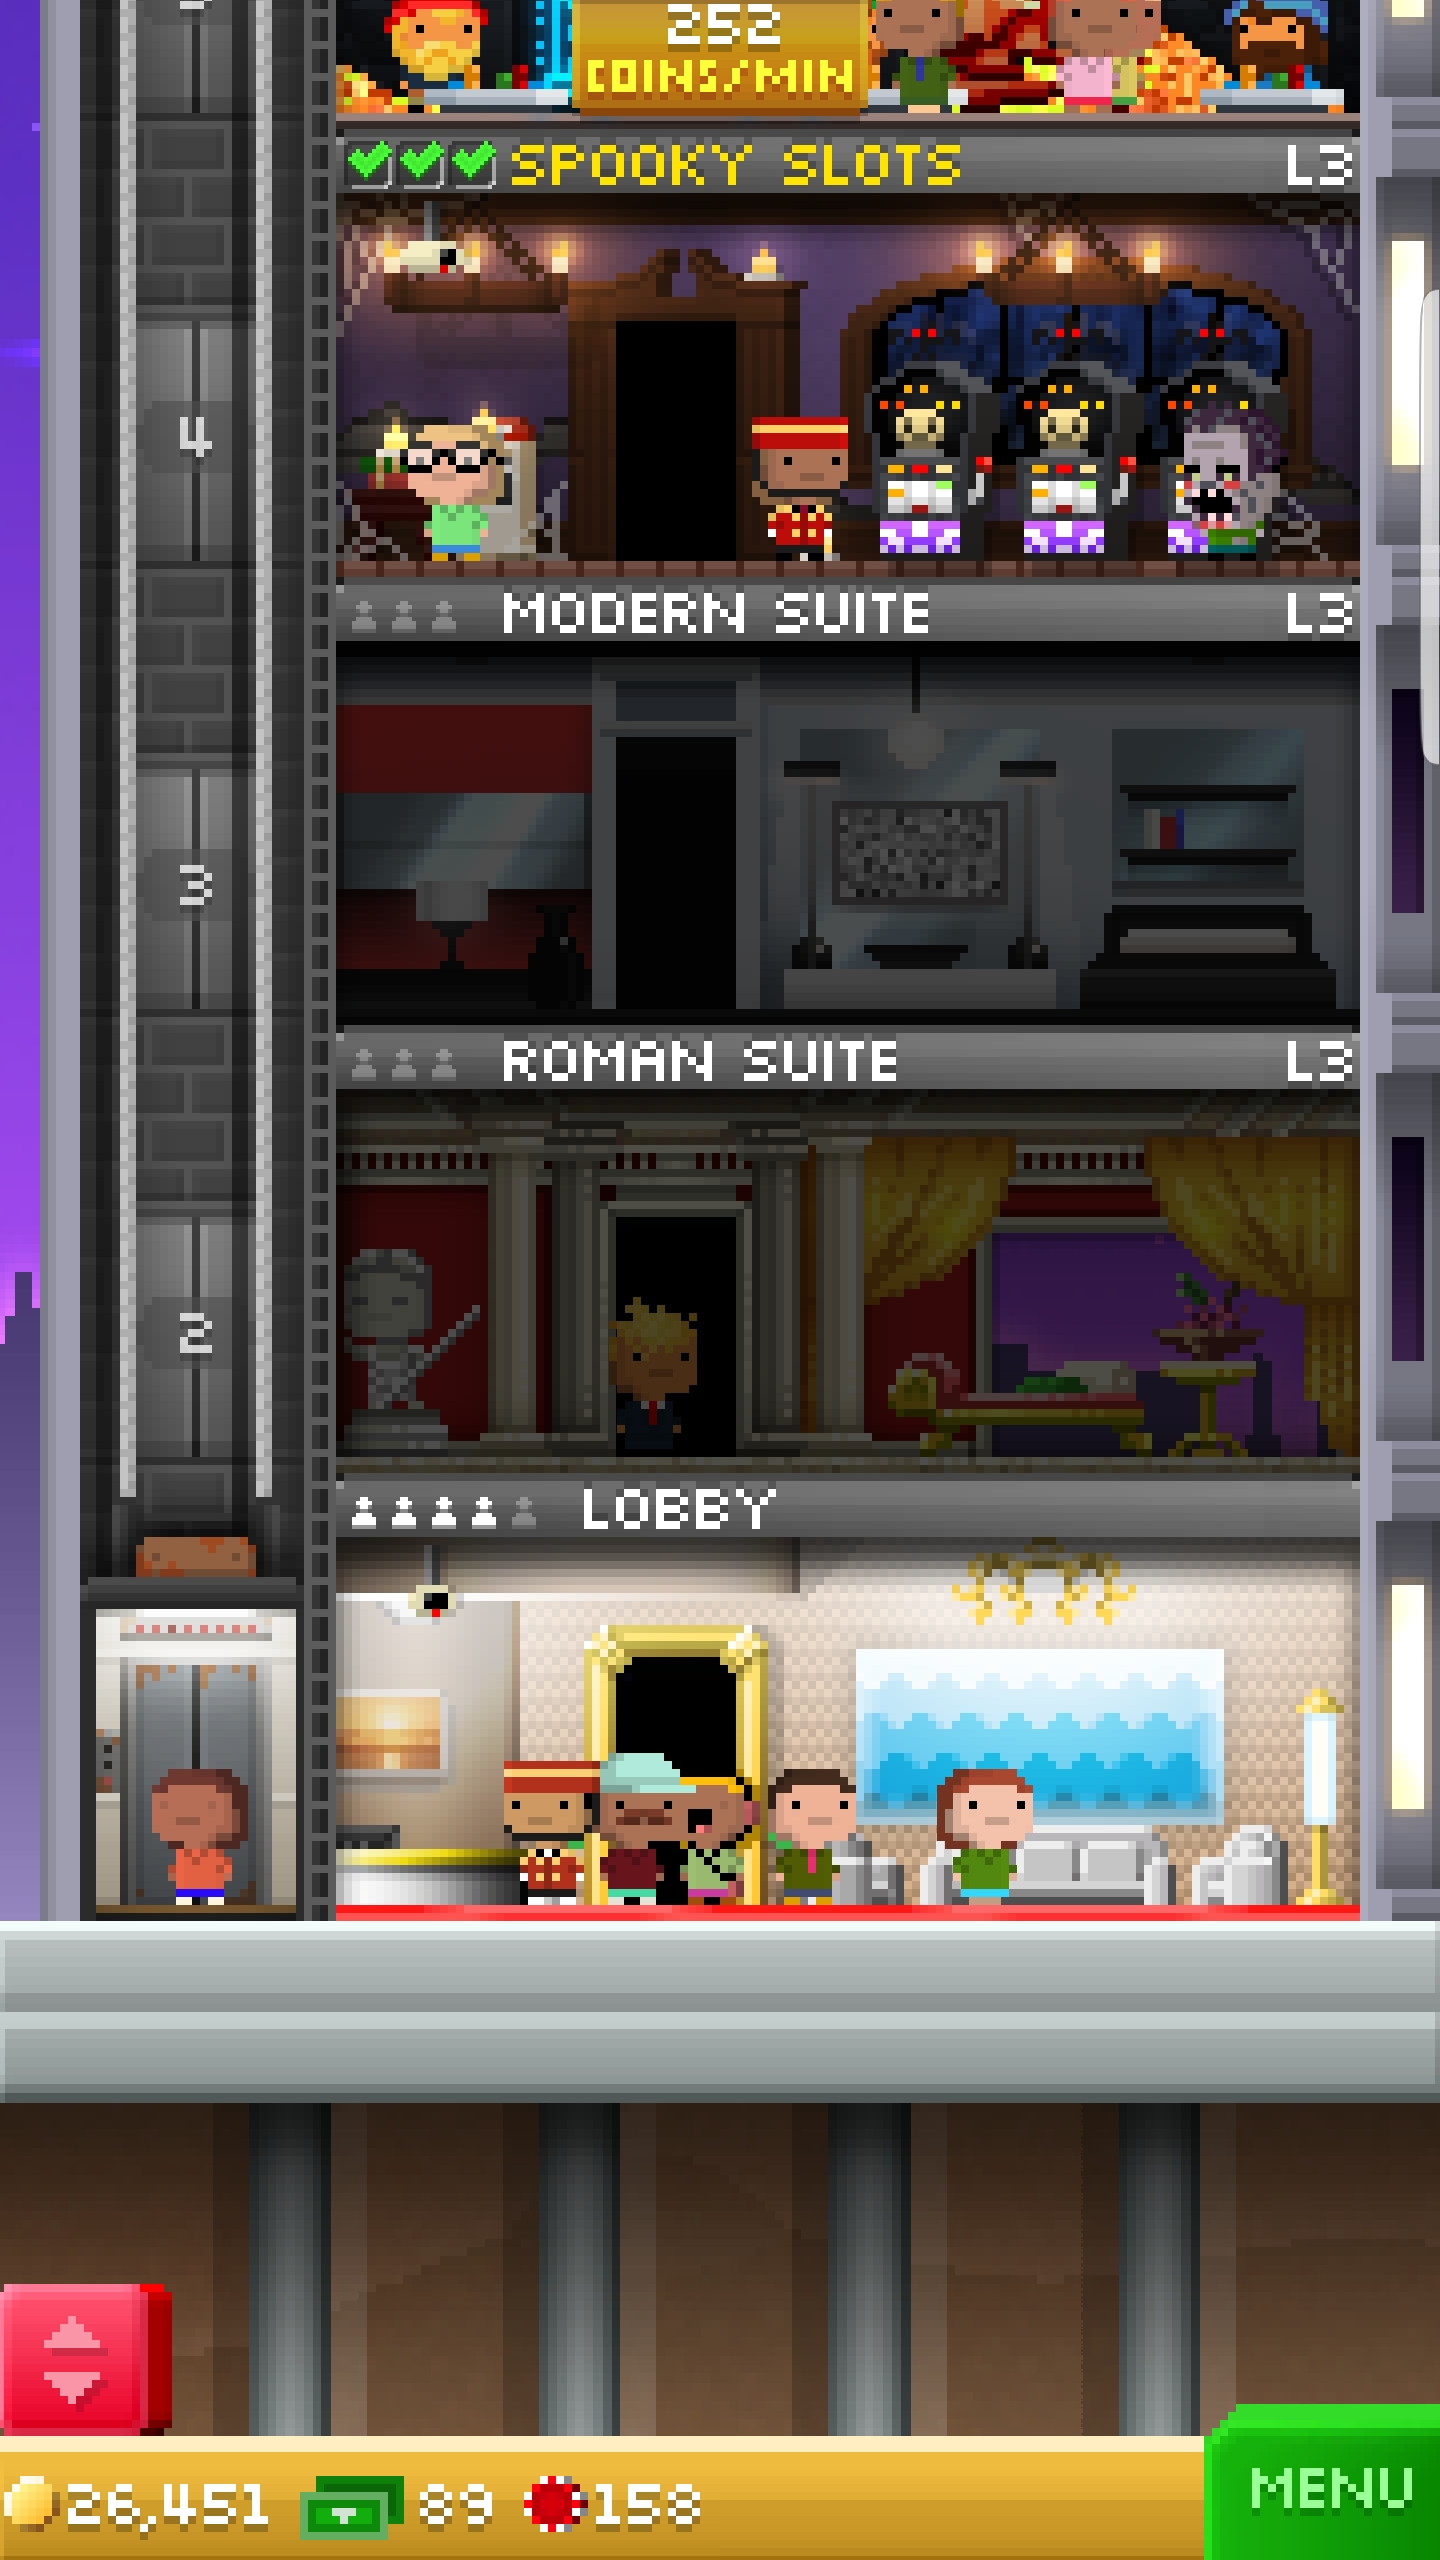 252
COINS/MIN
SPOOKY SLOTS L3
4
MODERN SUITE L3
3
ROMAN SUITE L3
2
LOBBY
26,451 89 158
MENU